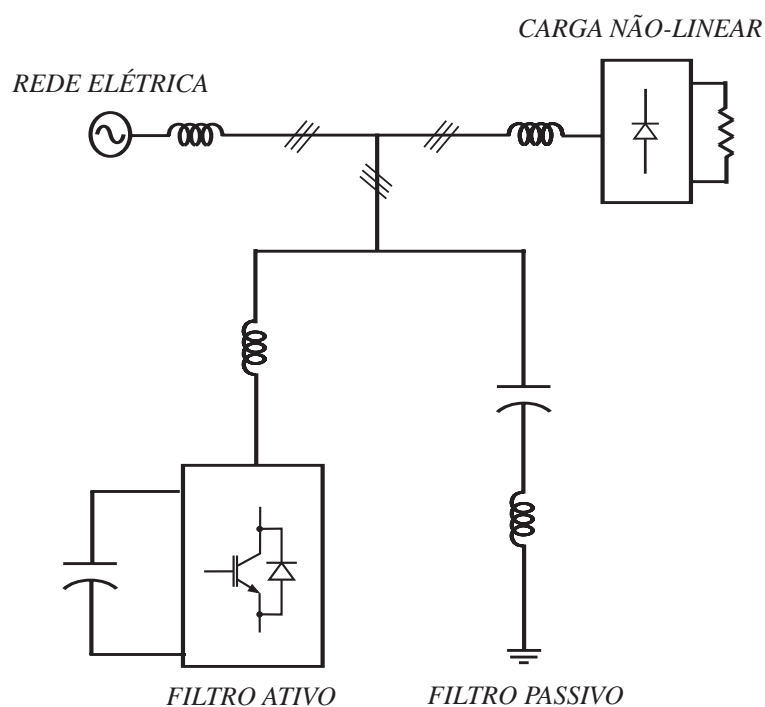 CARGA NÃO-LINEAR
REDE ELÉTRICA
FILTRO ATIVO
FILTRO PASSIVO